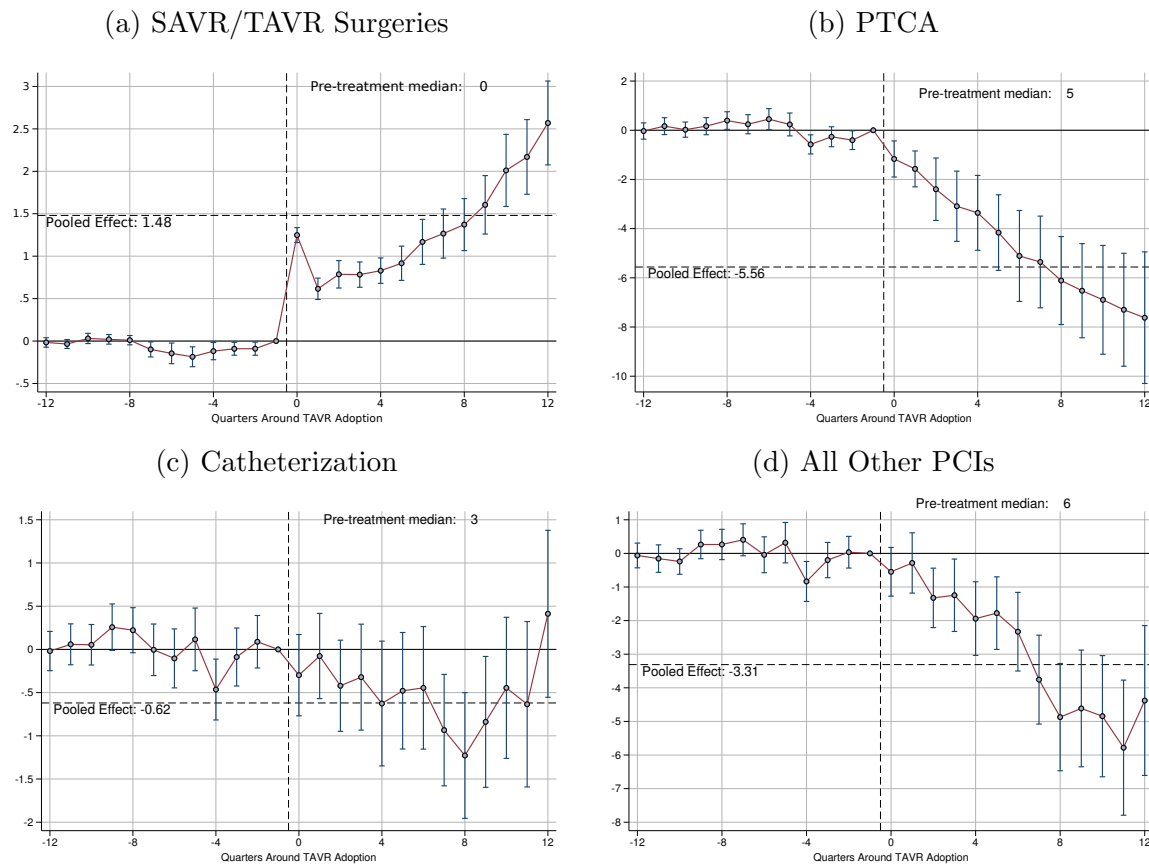 (a) SAVR/TAVR Surgeries
Pre-treatment median: 0
Pooled Effect: 1.48
3
2.5
2
1.5
1
.5
0
-.5
-12 -8 -4 0 4 8 12
Quarters Around TAVR Adoption
(b) PTCA
Pre-treatment median: 5
Pooled Effect: -5.56
2
0
-2
-4
-6
-8
-10
-12 -8 -4 0 4 8 12
Quarters Around TAVR Adoption
(c) Catheterization
Pre-treatment median: 3
Pooled Effect: -0.62
1.5
1
.5
0
-.5
-1
-1.5
-2
-12 -8 -4 0 4 8 12
Quarters Around TAVR Adoption
(d) All Other PCIs
Pre-treatment median: 6
Pooled Effect: -3.31
1
0
-1
-2
-3
-4
-5
-6
-7
-8
-12 -8 -4 0 4 8 12
Quarters Around TAVR Adoption